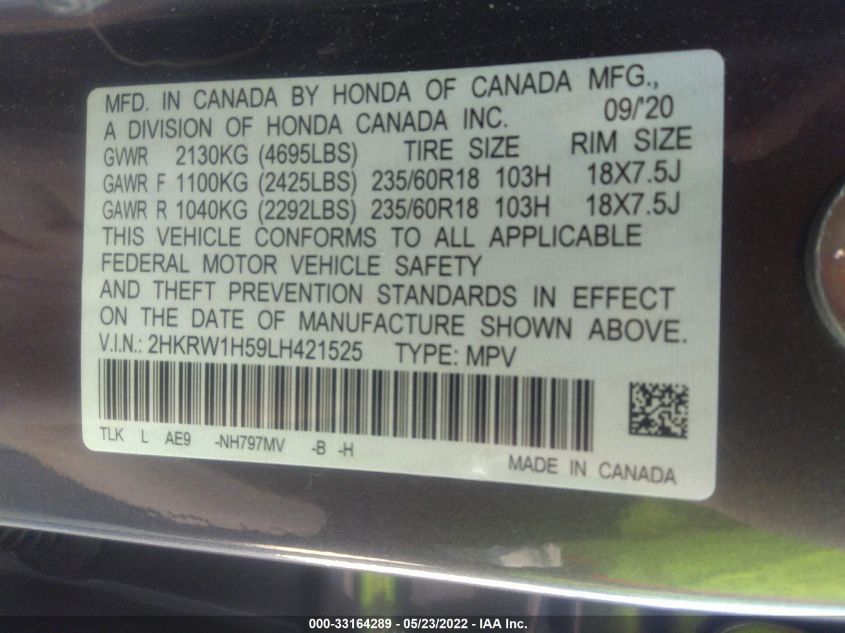 MFD. IN CANADA BY HONDA OF CANADA MFG.,
A DIVISION OF HONDA CANADA INC. 09/'20
GVWR 2130KG (4695LBS) TIRE SIZE RIM SIZE
GAWR F 1100KG (2425LBS) 235/60R18 103H 18X7.5J
GAWR R 1040KG (2292LBS) 235/60R18 103H 18X7.5J
THIS VEHICLE CONFORMS TO ALL APPLICABLE
FEDERAL MOTOR VEHICLE SAFETY
AND THEFT PREVENTION STANDARDS IN EFFECT
ON THE DATE OF MANUFACTURE SHOWN ABOVE.
V.I.N.: 2HKRW1H59LH421525 TYPE: MPV
TLK L AE9 -NH797MV -B -H
MADE IN CANADA
000-33164289 - 05/23/2022 - IAA Inc.